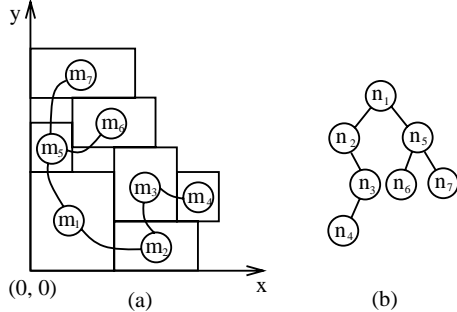 y
m₇
m₆
m₅
m₃
m₄
m₁
m₂
(0, 0)
(a)
x
n₁
n₂
n₅
n₃
n₆
n₇
n₄
(b)